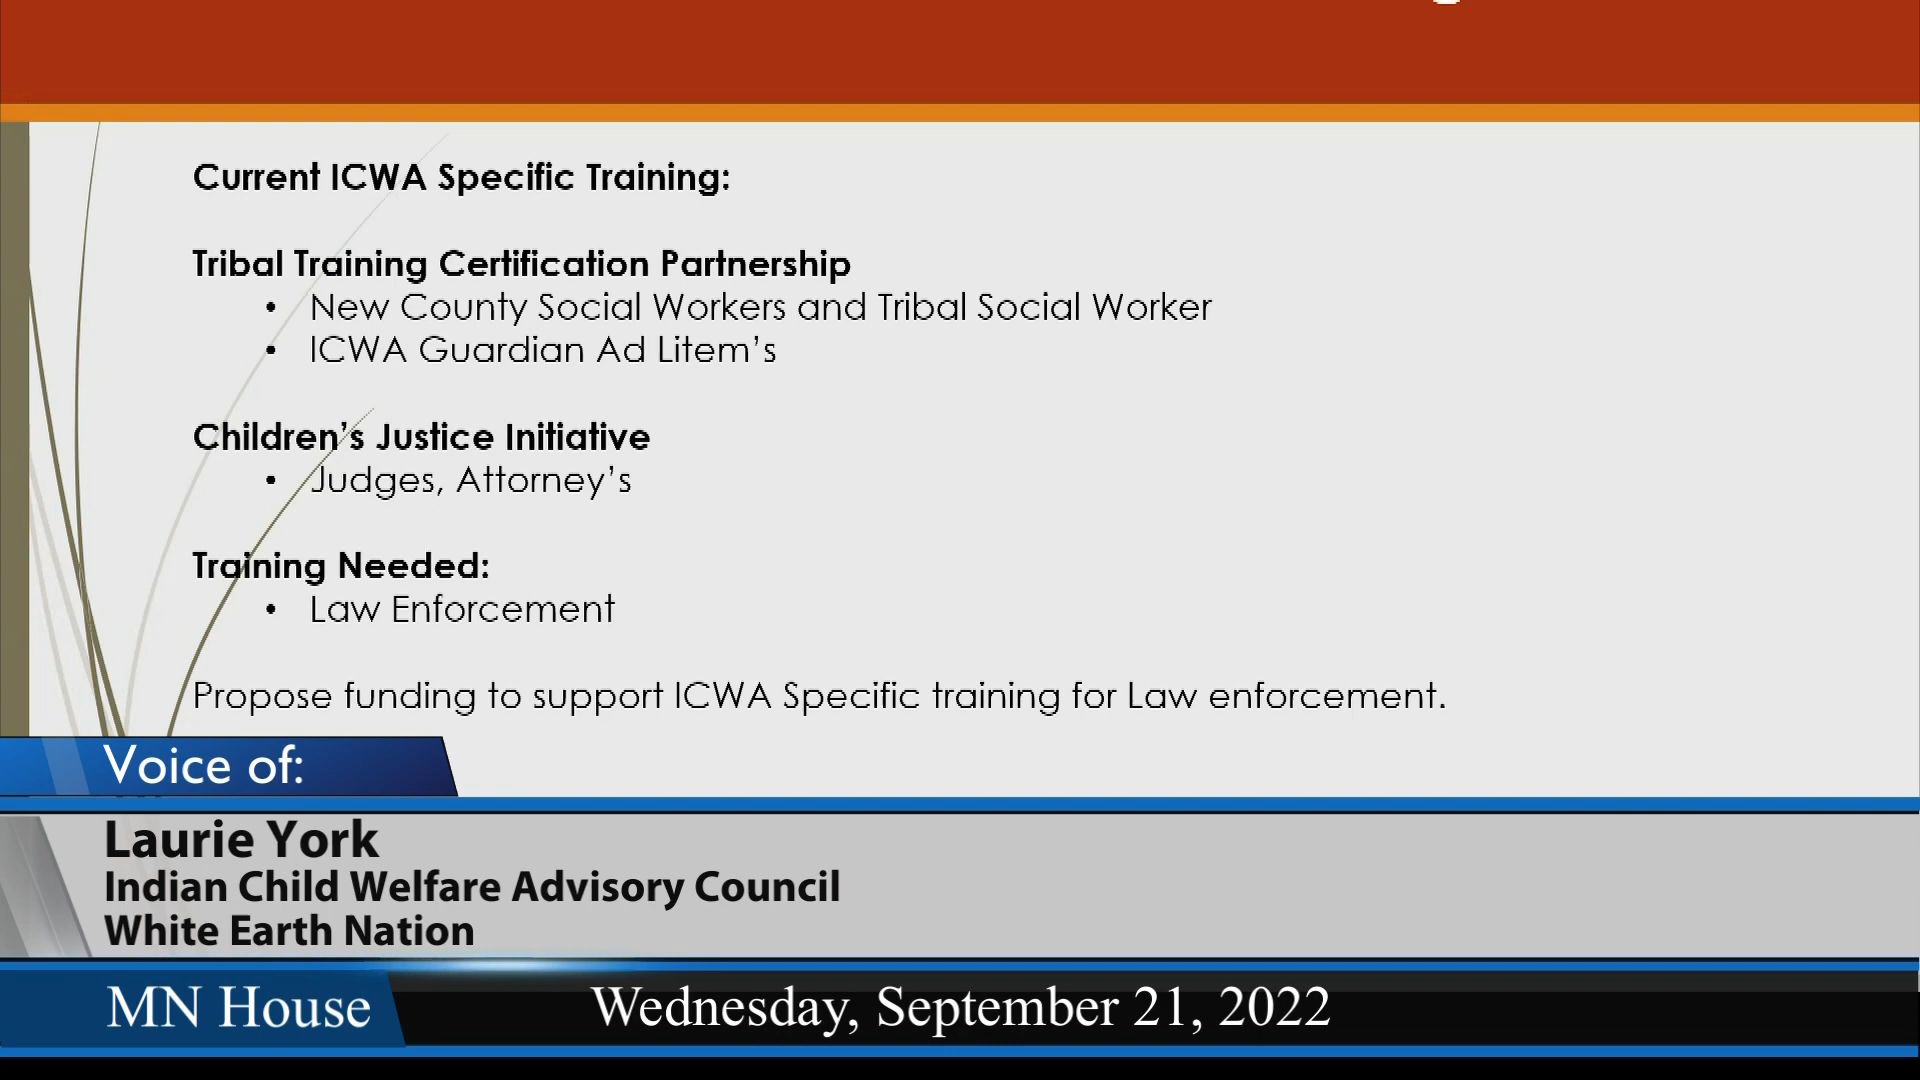 Current ICWA Specific Training:
Tribal Training Certification Partnership
• New County Social Workers and Tribal Social Worker
• ICWA Guardian Ad Litem’s
Children’s Justice Initiative
• Judges, Attorney’s
Training Needed:
• Law Enforcement
Propose funding to support ICWA Specific training for Law enforcement.
Voice of:
Laurie York
Indian Child Welfare Advisory Council
White Earth Nation
MN House
Wednesday, September 21, 2022